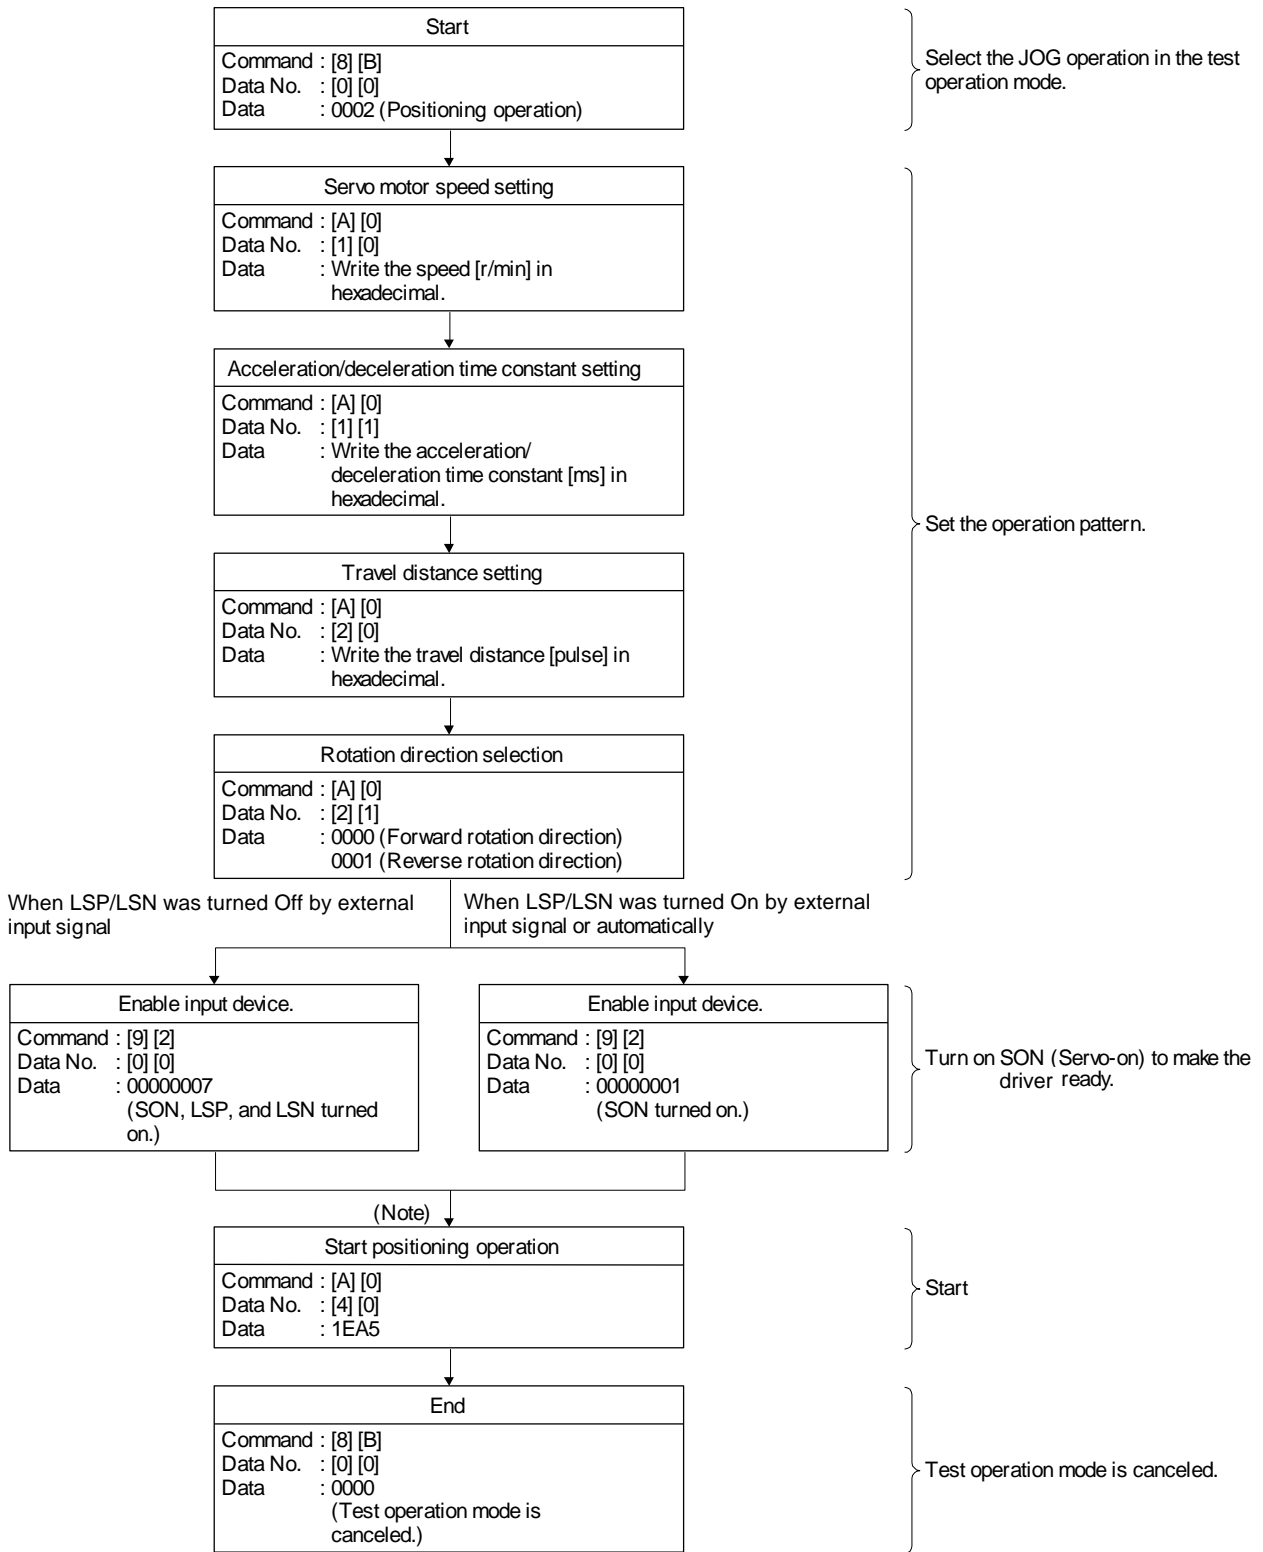 Start
Command : [8] [B]
Data No. : [0] [0]
Data : 0002 (Positioning operation)
Select the JOG operation in the test
operation mode.
Servo motor speed setting
Command : [A] [0]
Data No. : [1] [0]
Data : Write the speed [r/min] in
hexadecimal.
Acceleration/deceleration time constant setting
Command : [A] [0]
Data No. : [1] [1]
Data : Write the acceleration/
deceleration time constant [ms] in
hexadecimal.
Set the operation pattern.
Travel distance setting
Command : [A] [0]
Data No. : [2] [0]
Data : Write the travel distance [pulse] in
hexadecimal.
Rotation direction selection
Command : [A] [0]
Data No. : [2] [1]
Data : 0000 (Forward rotation direction)
0001 (Reverse rotation direction)
When LSP/LSN was turned Off by external
input signal
When LSP/LSN was turned On by external
input signal or automatically
Enable input device.
Command : [9] [2]
Data No. : [0] [0]
Data : 00000007
(SON, LSP, and LSN turned
on.)
Enable input device.
Command : [9] [2]
Data No. : [0] [0]
Data : 00000001
(SON turned on.)
Turn on SON (Servo-on) to make the
driver ready.
(Note)
Start positioning operation
Command : [A] [0]
Data No. : [4] [0]
Data : 1EA5
Start
End
Command : [8] [B]
Data No. : [0] [0]
Data : 0000
(Test operation mode is
canceled.)
Test operation mode is canceled.